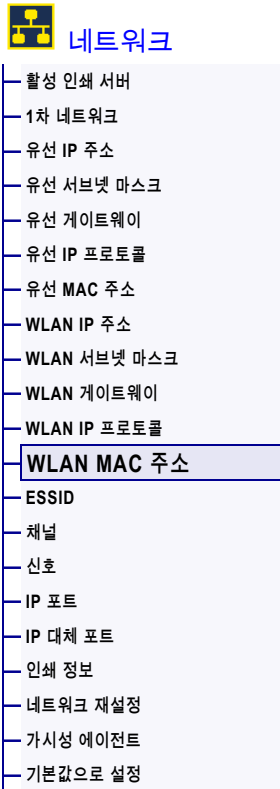 네트워크
활성 인쇄 서버
1차 네트워크
유선 IP 주소
유선 서브넷 마스크
유선 게이트웨이
유선 IP 프로토콜
유선 MAC 주소
WLAN IP 주소
WLAN 서브넷 마스크
WLAN 게이트웨이
WLAN IP 프로토콜
WLAN MAC 주소
ESSID
채널
신호
IP 포트
IP 대체 포트
인쇄 정보
네트워크 재설정
가시성 에이전트
기본값으로 설정